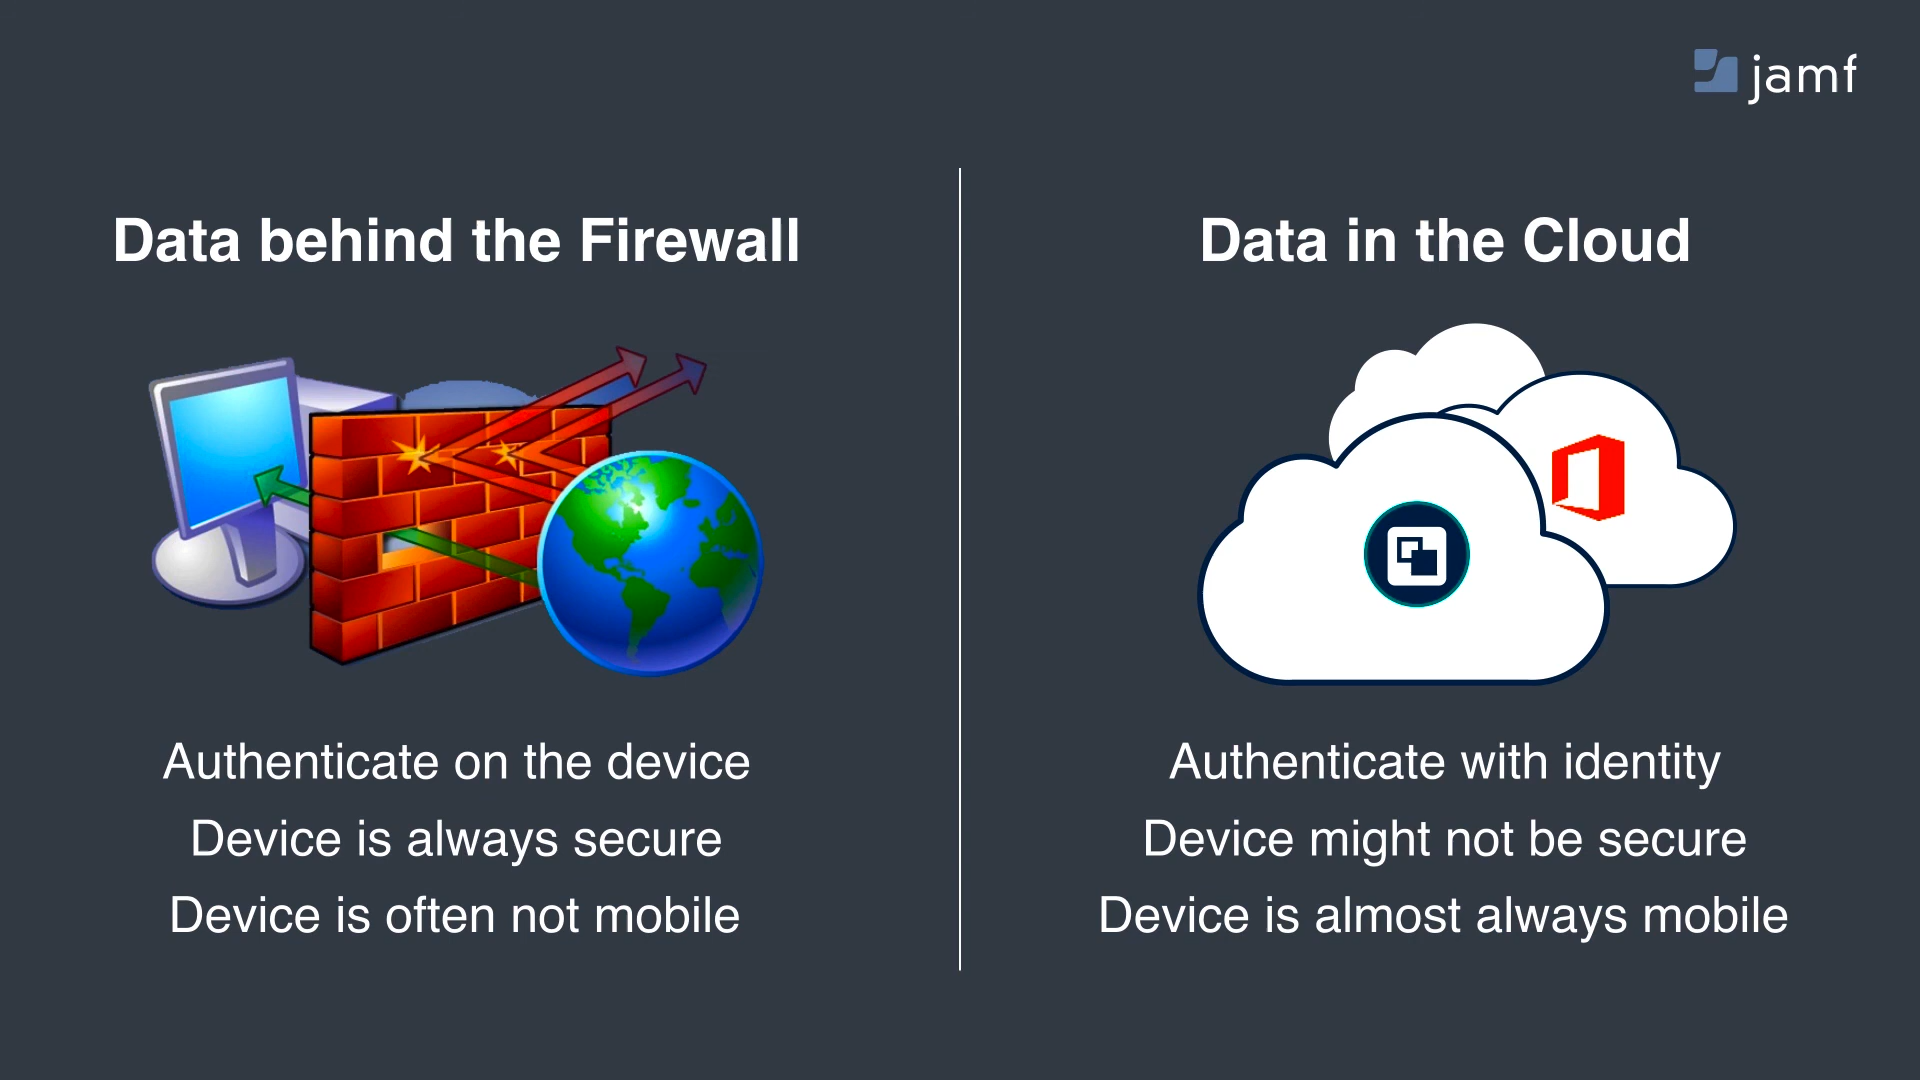 jamf
Data behind the Firewall
Authenticate on the device
Device is always secure
Device is often not mobile
Data in the Cloud
Authenticate with identity
Device might not be secure
Device is almost always mobile